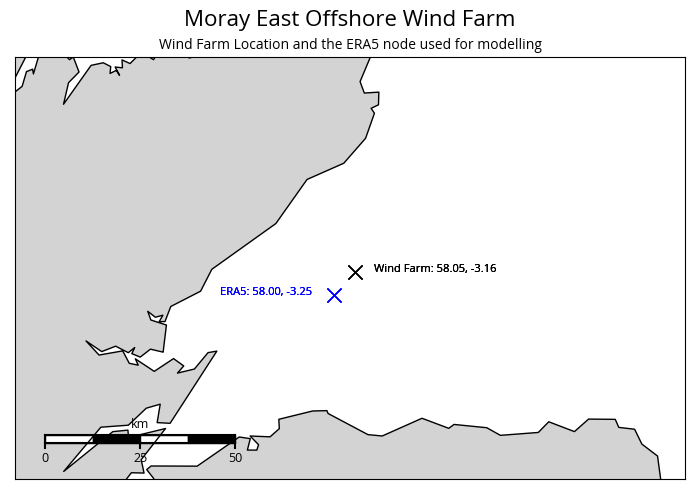 Moray East Offshore Wind Farm
Wind Farm Location and the ERA5 node used for modelling
Wind Farm: 58.05, -3.16
ERA5: 58.00, -3.25
km
0 25 50